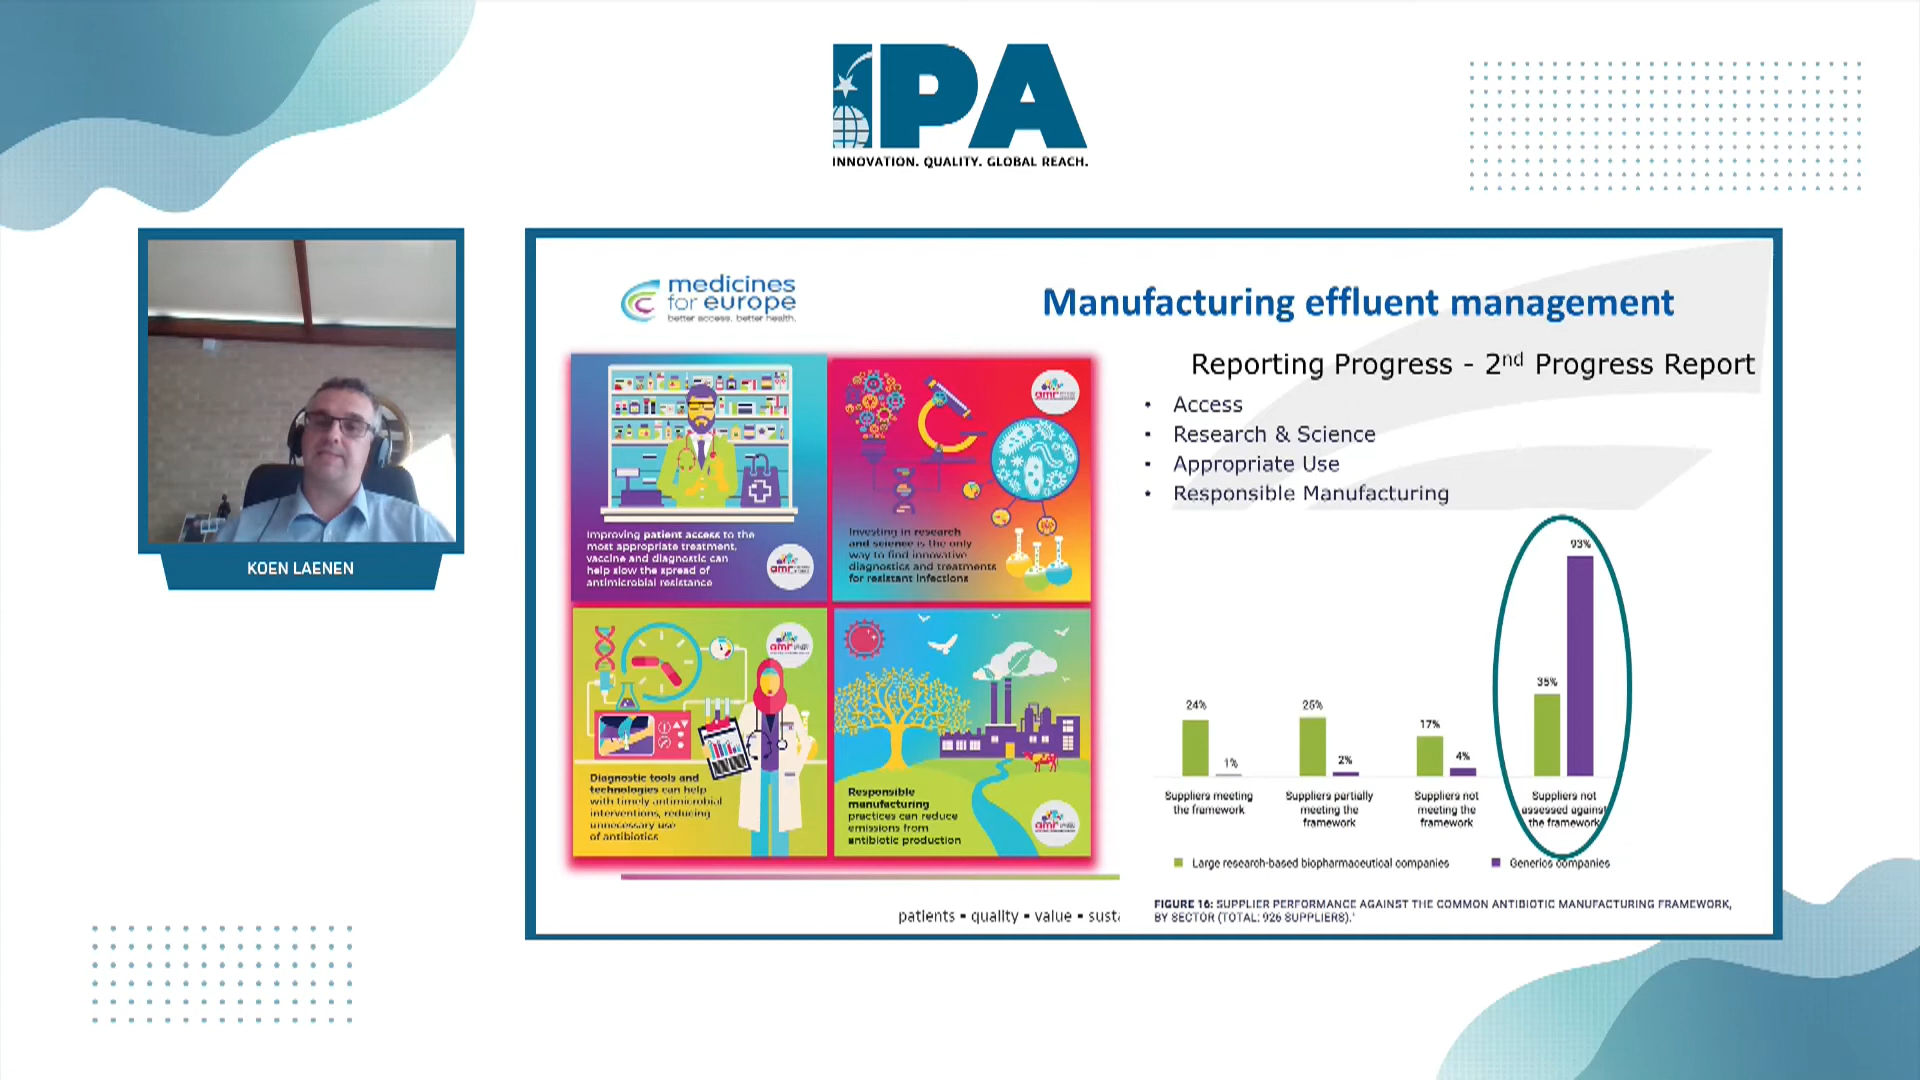 IPA
INNOVATION. QUALITY. GLOBAL REACH.
KOEN LAENEN
medicines
for europe
better access. better health.
Manufacturing effluent management
Reporting Progress - 2nd Progress Report
• Access
• Research & Science
• Appropriate Use
• Responsible Manufacturing
Improving patient access to the
most appropriate treatment,
vaccine and diagnostic can
help slow the spread of
antimicrobial resistance
amr
amr
Investing in research
and science is the only
way to find innovative
diagnostics and treatments
for resistant infections
amr
Diagnostic tools and
technologies can help
with timely antimicrobial
interventions, reducing
unnecessary use
of antibiotics
Responsible
manufacturing
practices can reduce
emissions from
antibiotic production
amr
24%
1%
25%
2%
17%
4%
35%
93%
Suppliers meeting
the framework
Suppliers partially
meeting the
framework
Suppliers not
meeting the
framework
Suppliers not
assessed against
the framework
Large research-based biopharmaceutical companies
Generics companies
patients • quality • value • susta
FIGURE 16: SUPPLIER PERFORMANCE AGAINST THE COMMON ANTIBIOTIC MANUFACTURING FRAMEWORK,
BY SECTOR (TOTAL: 926 SUPPLIERS).